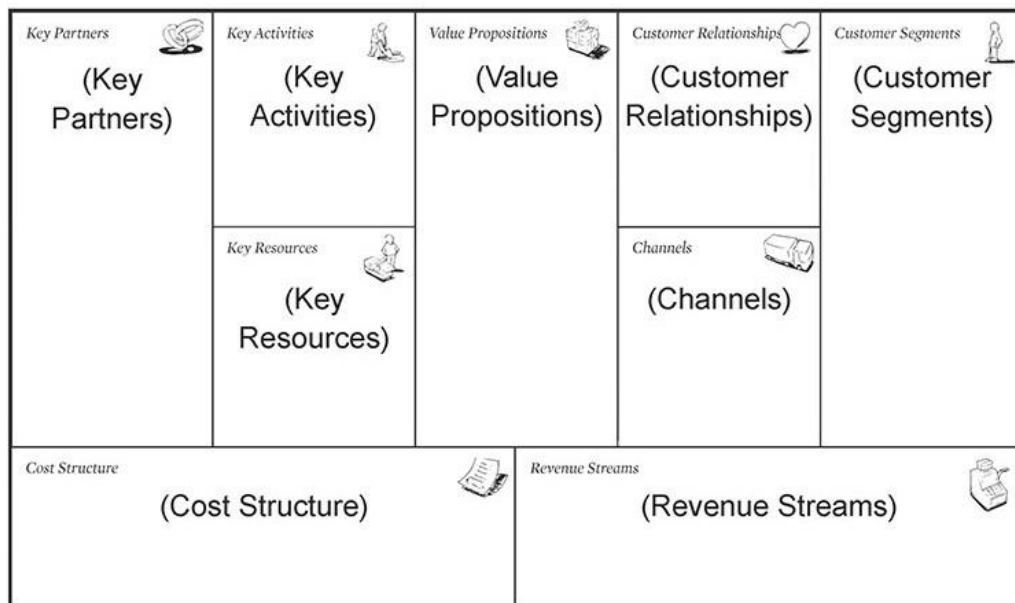 Key Partners
(Key
Partners)
Key Activities
(Key
Activities)
Key Resources
(Key
Resources)
Value Propositions
(Value
Propositions)
Customer Relationships
(Customer
Relationships)
Channels
(Channels)
Customer Segments
(Customer
Segments)
Cost Structure
(Cost Structure)
Revenue Streams
(Revenue Streams)